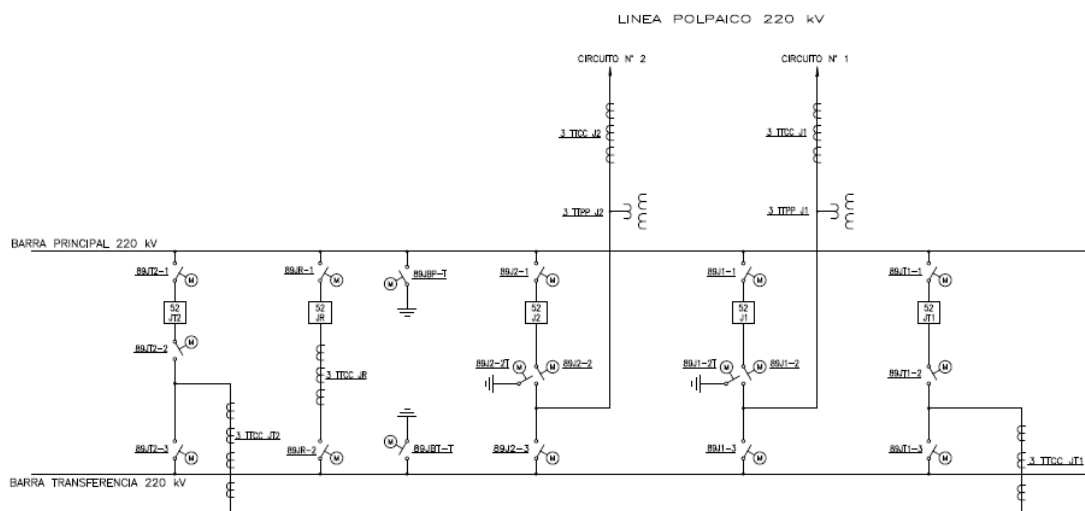 LINEA POLPAICO 220 kV
CIRCUITO N° 2
CIRCUITO N° 1
3 TTCC J2
3 TTCC J1
3 TTPP J2
3 TTPP J1
BARRA PRINCIPAL 220 kV
89JT2-1
M
89JR-1
M
M
89JBP-T
89J2-1
M
89J1-1
M
89JT1-1
M
52
JT2
52
JR
52
J2
52
J1
52
JT1
89JT2-2
M
3 TTCC JR
89J2-2T
M
M
89J2-2
89J1-2T
M
M
89J1-2
89JT1-2
M
3 TTCC JT2
89JT2-3
M
89JR-2
M
M
89JBT-T
89J2-3
M
89J1-3
M
89JT1-3
M
3 TTCC JT1
BARRA TRANSFERENCIA 220 kV